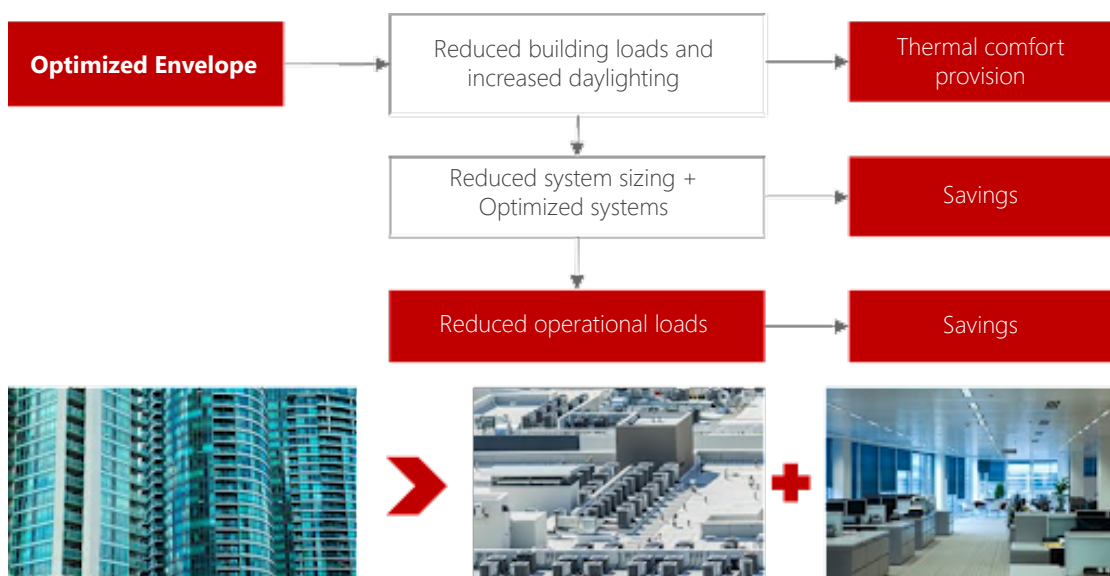 Optimized Envelope
Reduced building loads and
increased daylighting
Thermal comfort
provision
Reduced system sizing +
Optimized systems
Savings
Reduced operational loads
Savings